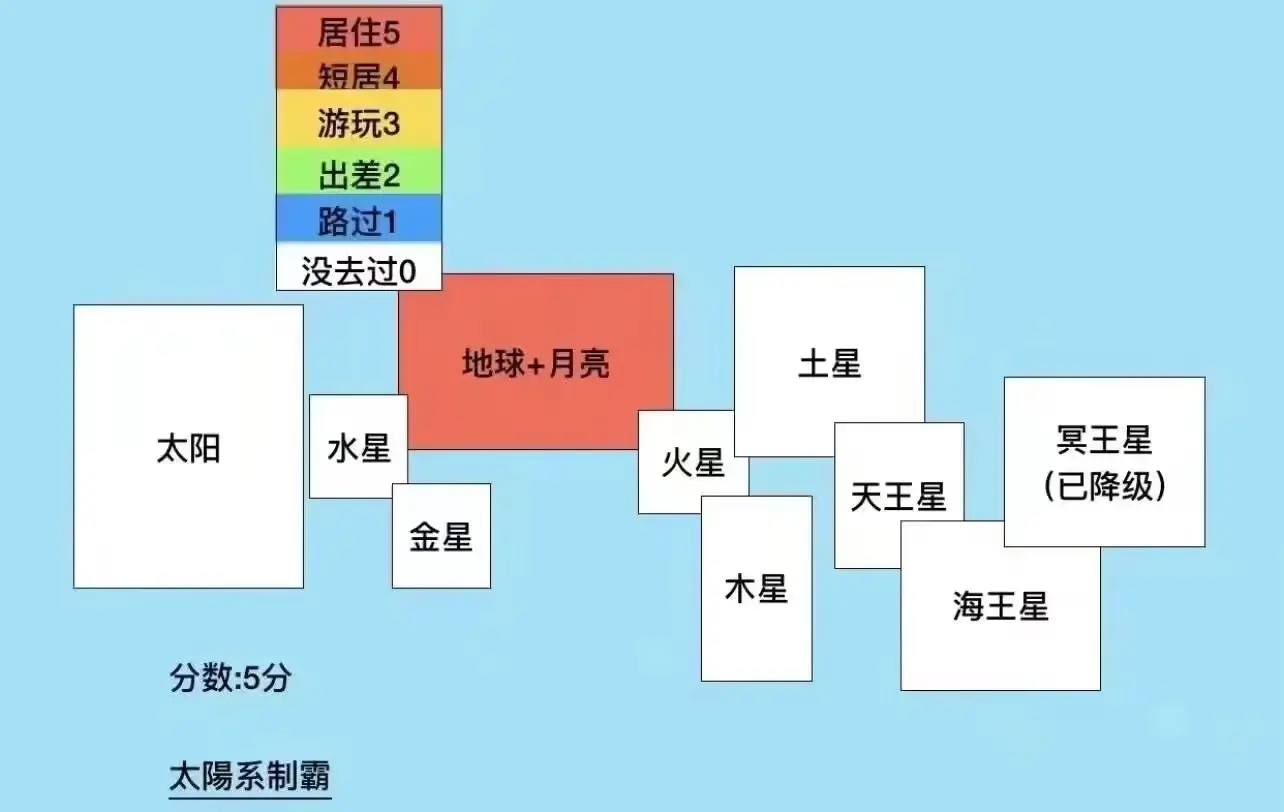 居住5
短居4
游玩3
出差2
路过1
没去过0
地球+月亮
土星
太阳
水星
火星
冥王星
(已降级)
天王星
金星
木星
海王星
分数:5分
太陽系制霸